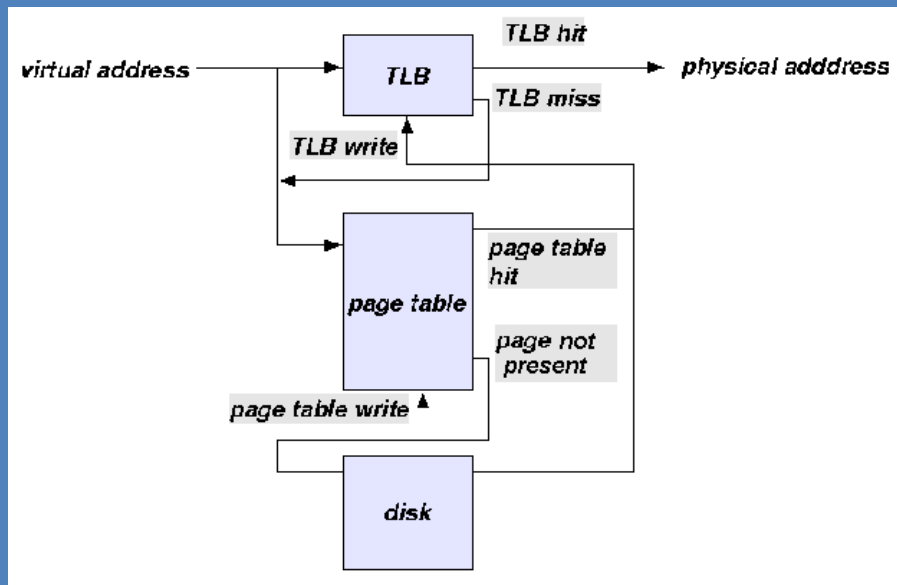 TLB hit
virtual address
TLB
physical adddress
TLB miss
TLB write
page table
hit
page table
page not
present
page table write
disk